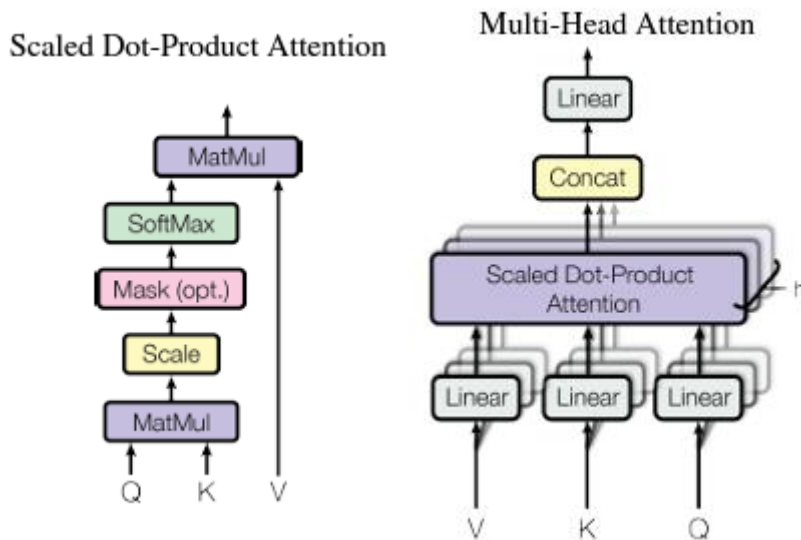 Scaled Dot-Product Attention
MatMul
SoftMax
Mask (opt.)
Scale
MatMul
Q K V
Multi-Head Attention
Linear
Concat
Scaled Dot-Product
Attention
h
Linear Linear Linear
V K Q